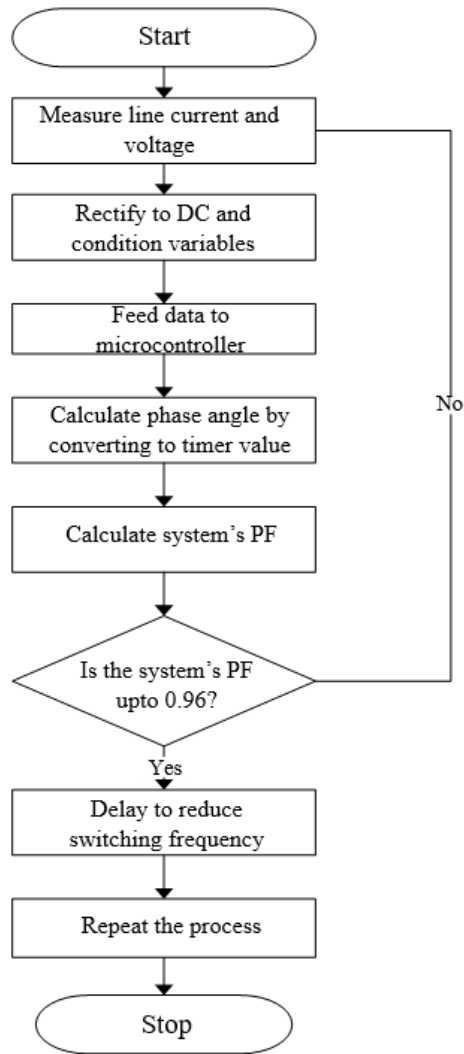 Start
Measure line current and
voltage
Rectify to DC and
condition variables
Feed data to
microcontroller
No
Calculate phase angle by
converting to timer value
Calculate system’s PF
Is the system’s PF
upto 0.96?
Yes
Delay to reduce
switching frequency
Repeat the process
Stop